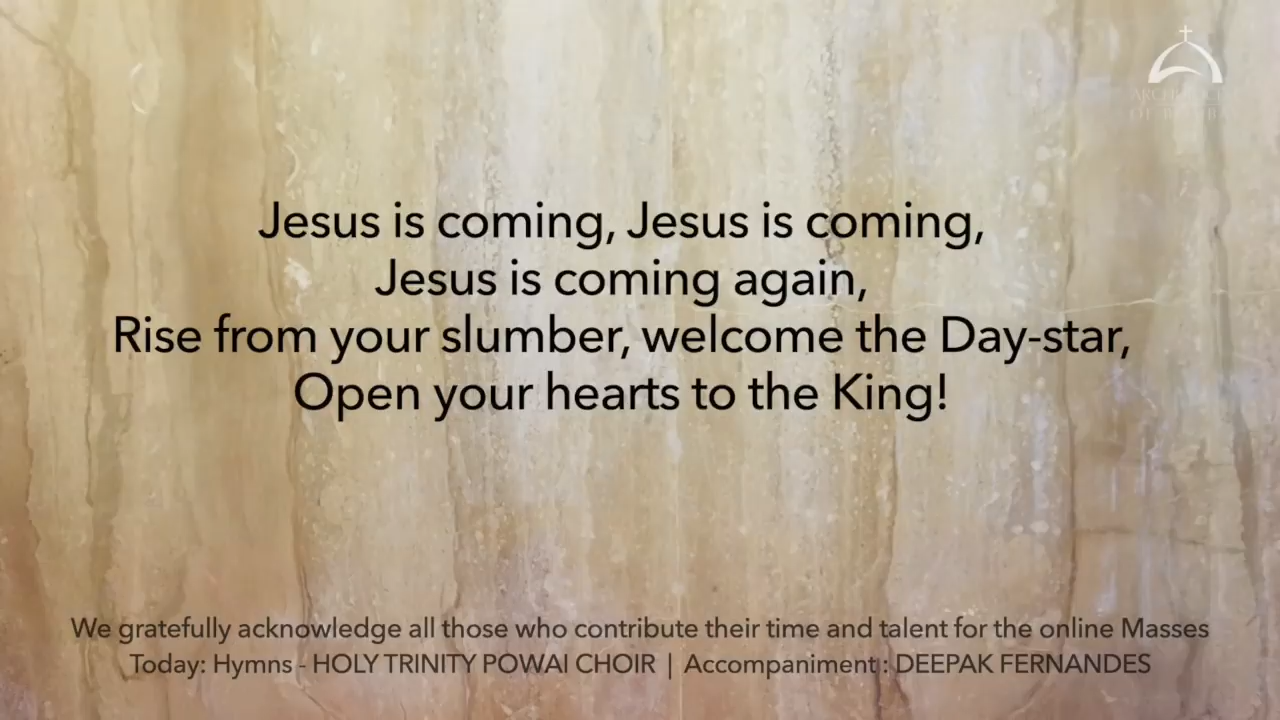 Jesus is coming, Jesus is coming,
Jesus is coming again,
Rise from your slumber, welcome the Day-star,
Open your hearts to the King!
We gratefully acknowledge all those who contribute their time and talent for the online Masses
Today: Hymns - HOLY TRINITY POWAI CHOIR | Accompaniment : DEEPAK FERNANDES